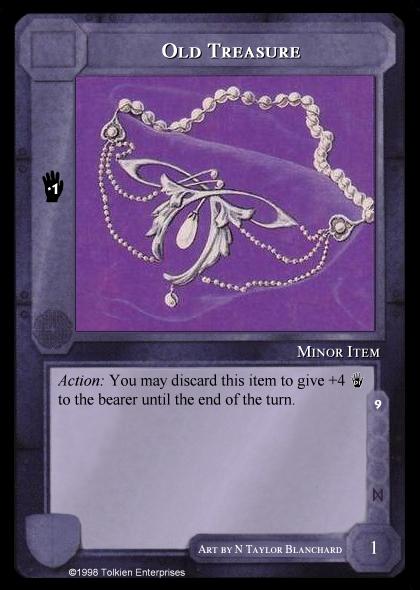 OLD TREASURE
-1
MINOR ITEM
Action: You may discard this item to give +4
to the bearer until the end of the turn.
9
ART BY N TAYLOR BLANCHARD
1
©1998 Tolkien Enterprises